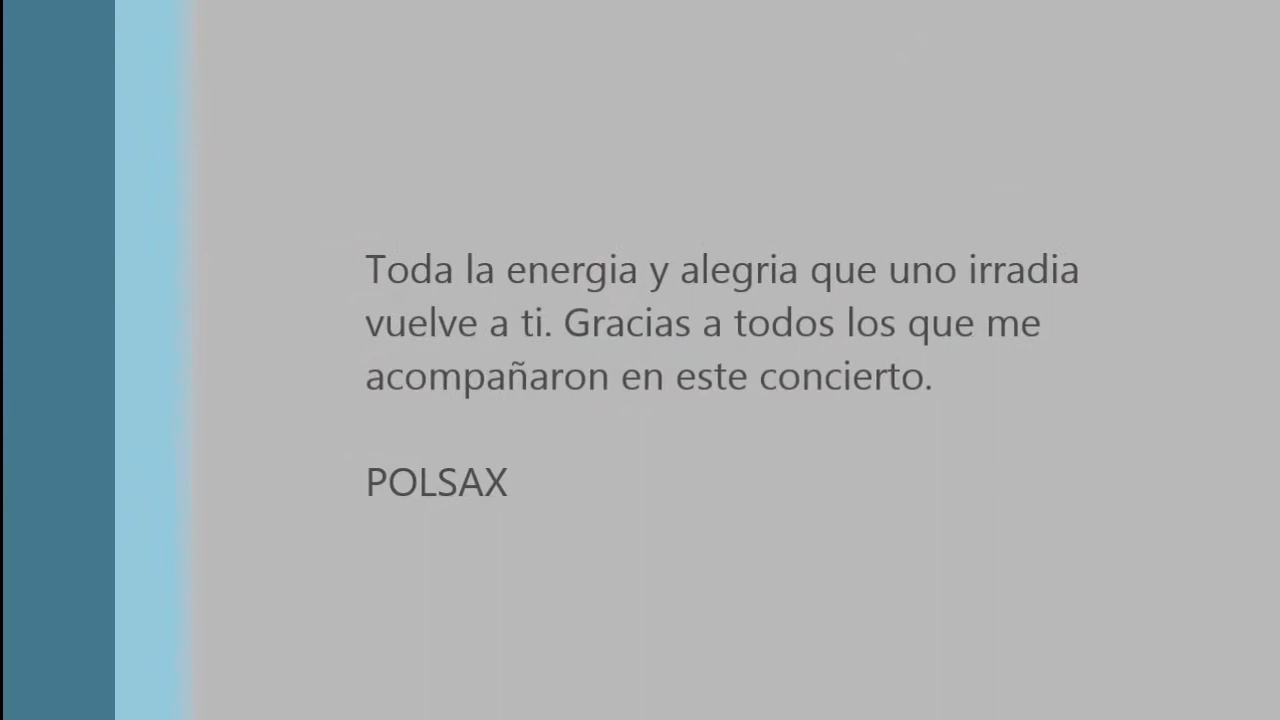 Toda la energia y alegria que uno irradia
vuelve a ti. Gracias a todos los que me
acompañaron en este concierto.
POLSAX